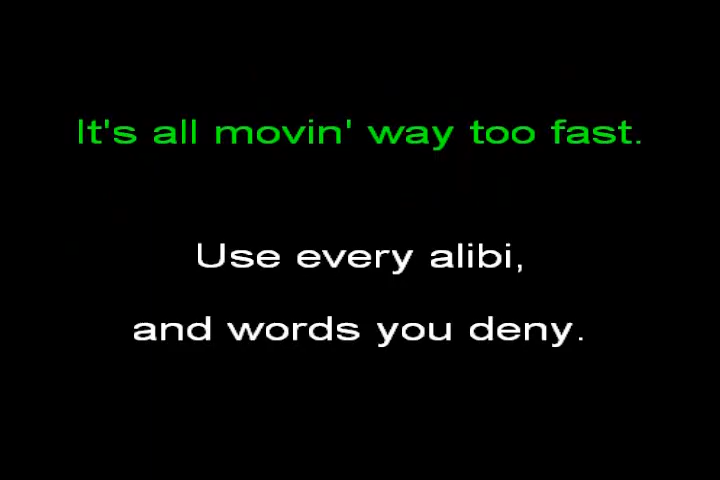 It's all movin' way too fast.
Use every alibi,
and words you deny.